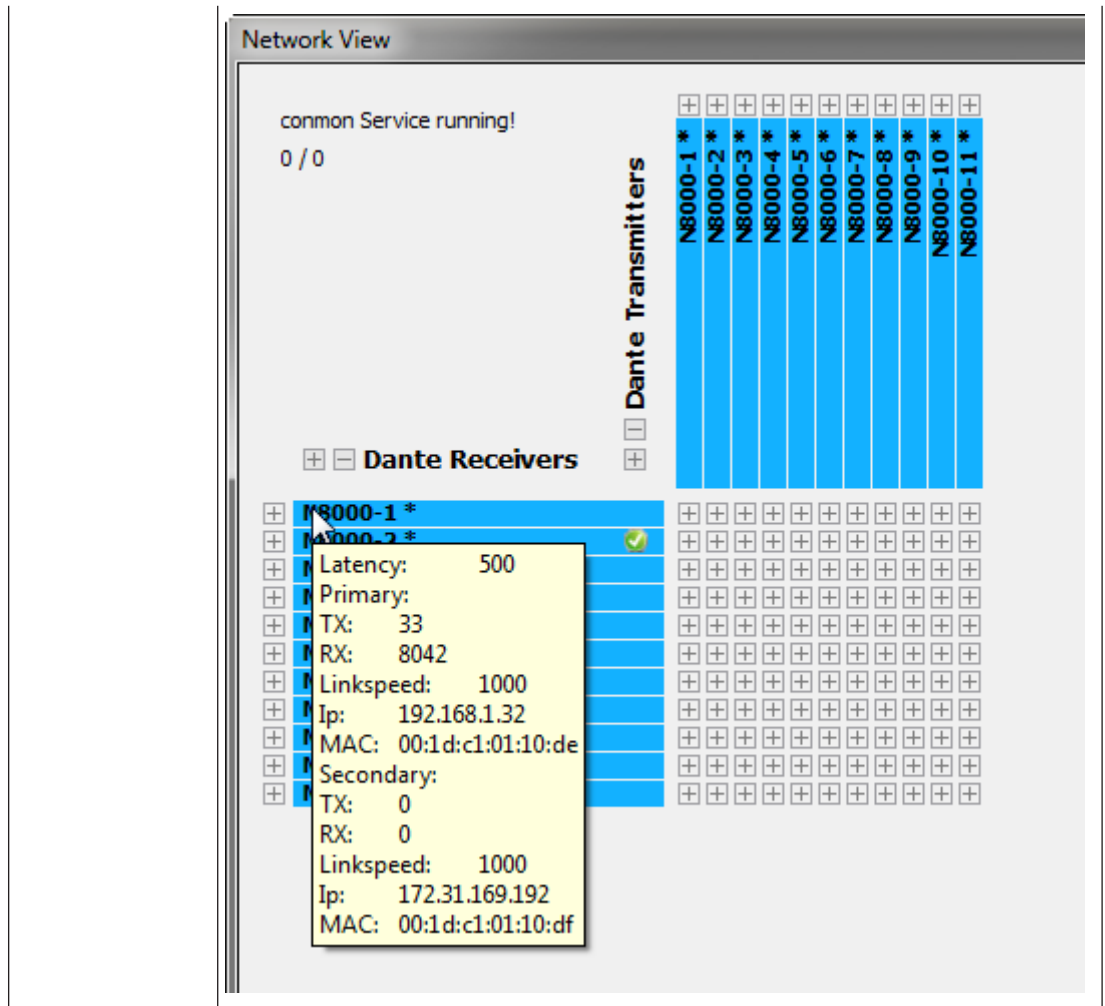 Network View
conmon Service running!
0 / 0
Dante Transmitters
N8000-1 *
N8000-2 *
N8000-3 *
N8000-4 *
N8000-5 *
N8000-6 *
N8000-7 *
N8000-8 *
N8000-9 *
N8000-10 *
N8000-11 *
Dante Receivers
N8000-1 *
N8000-2 *
Latency: 500
Primary:
TX: 33
RX: 8042
Linkspeed: 1000
Ip: 192.168.1.32
MAC: 00:1d:c1:01:10:de
Secondary:
TX: 0
RX: 0
Linkspeed: 1000
Ip: 172.31.169.192
MAC: 00:1d:c1:01:10:df